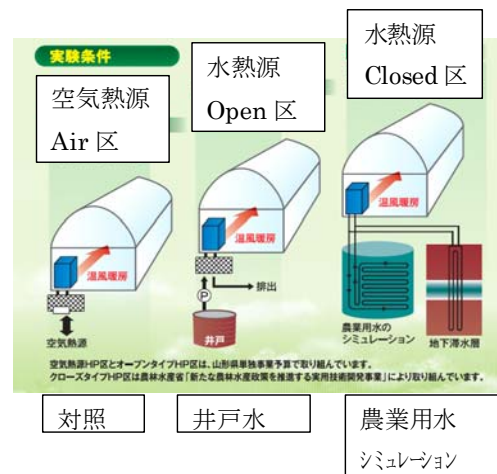 実験条件
空気熱源
Air 区
水熱源
Open 区
水熱源
Closed 区
温風暖房
温風暖房
温風暖房
空気熱源
P
排出
井戸
農業用水の
シミュレーション
地下滞水層
空気熱源HP区とオープンタイプHP区は、山形県単独事業予算で取り組んでいます。
クローズタイプHP区は農林水産省「新たな農林水産政策を推進する実用技術開発事業」により取り組んでいます。
対照
井戸水
農業用水
シミュレーション